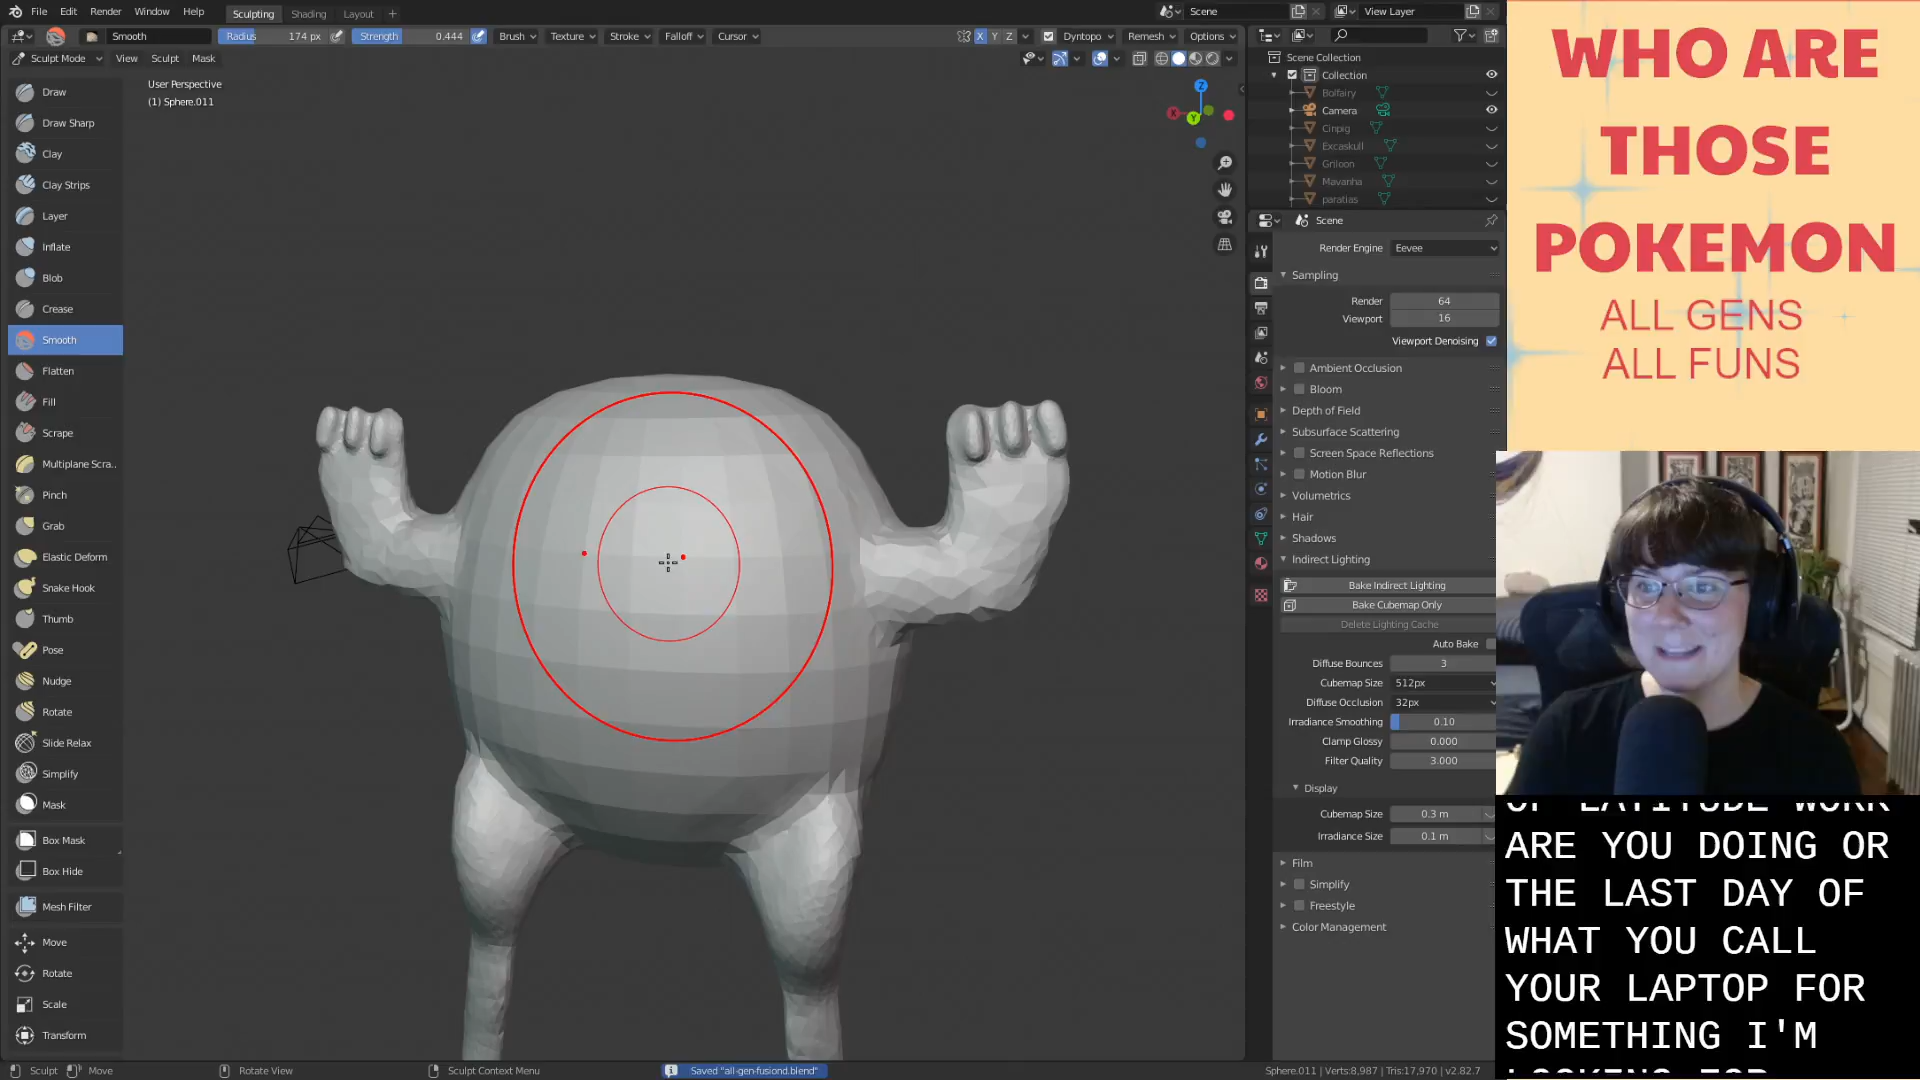 File Edit Render Window Help Sculpting Shading Layout + Scene View Layer
Smooth Radius 174 px Strength 0.444 Brush Texture Stroke Falloff Cursor X Y Z Dyntopo Remesh Options
Sculpt Mode View Sculpt Mask
User Perspective
(1) Sphere.011
Draw
Draw Sharp
Clay
Clay Strips
Layer
Inflate
Blob
Crease
Smooth
Flatten
Fill
Scrape
Multiplane Scra..
Pinch
Grab
Elastic Deform
Snake Hook
Thumb
Pose
Nudge
Rotate
Slide Relax
Simplify
Mask
Box Mask
Box Hide
Mesh Filter
Move
Rotate
Scale
Transform
Z
X
Y
Scene Collection
Collection
Bolfairy
Camera
Cinpig
Excaskull
Griloon
Mavanha
paratias
Scene
Render Engine Eevee
Sampling
Render 64
Viewport 16
Viewport Denoising
Ambient Occlusion
Bloom
Depth of Field
Subsurface Scattering
Screen Space Reflections
Motion Blur
Volumetrics
Hair
Shadows
Indirect Lighting
Bake Indirect Lighting
Bake Cubemap Only
Delete Lighting Cache
Auto Bake
Diffuse Bounces 3
Cubemap Size 512px
Diffuse Occlusion 32px
Irradiance Smoothing 0.10
Clamp Glossy 0.000
Filter Quality 3.000
Display
Cubemap Size 0.3 m
Irradiance Size 0.1 m
Film
Simplify
Freestyle
Color Management
WHO ARE
THOSE
POKEMON
ALL GENS
ALL FUNS
OF LATITUDE WORK
ARE YOU DOING OR
THE LAST DAY OF
WHAT YOU CALL
YOUR LAPTOP FOR
SOMETHING I'M
LOOKING FOR
Sculpt Move Rotate View Sculpt Context Menu Saved "all-gen-fusiond.blend" Sphere.011 | Verts:8,987 | Tris:17,970 | v2.82.7